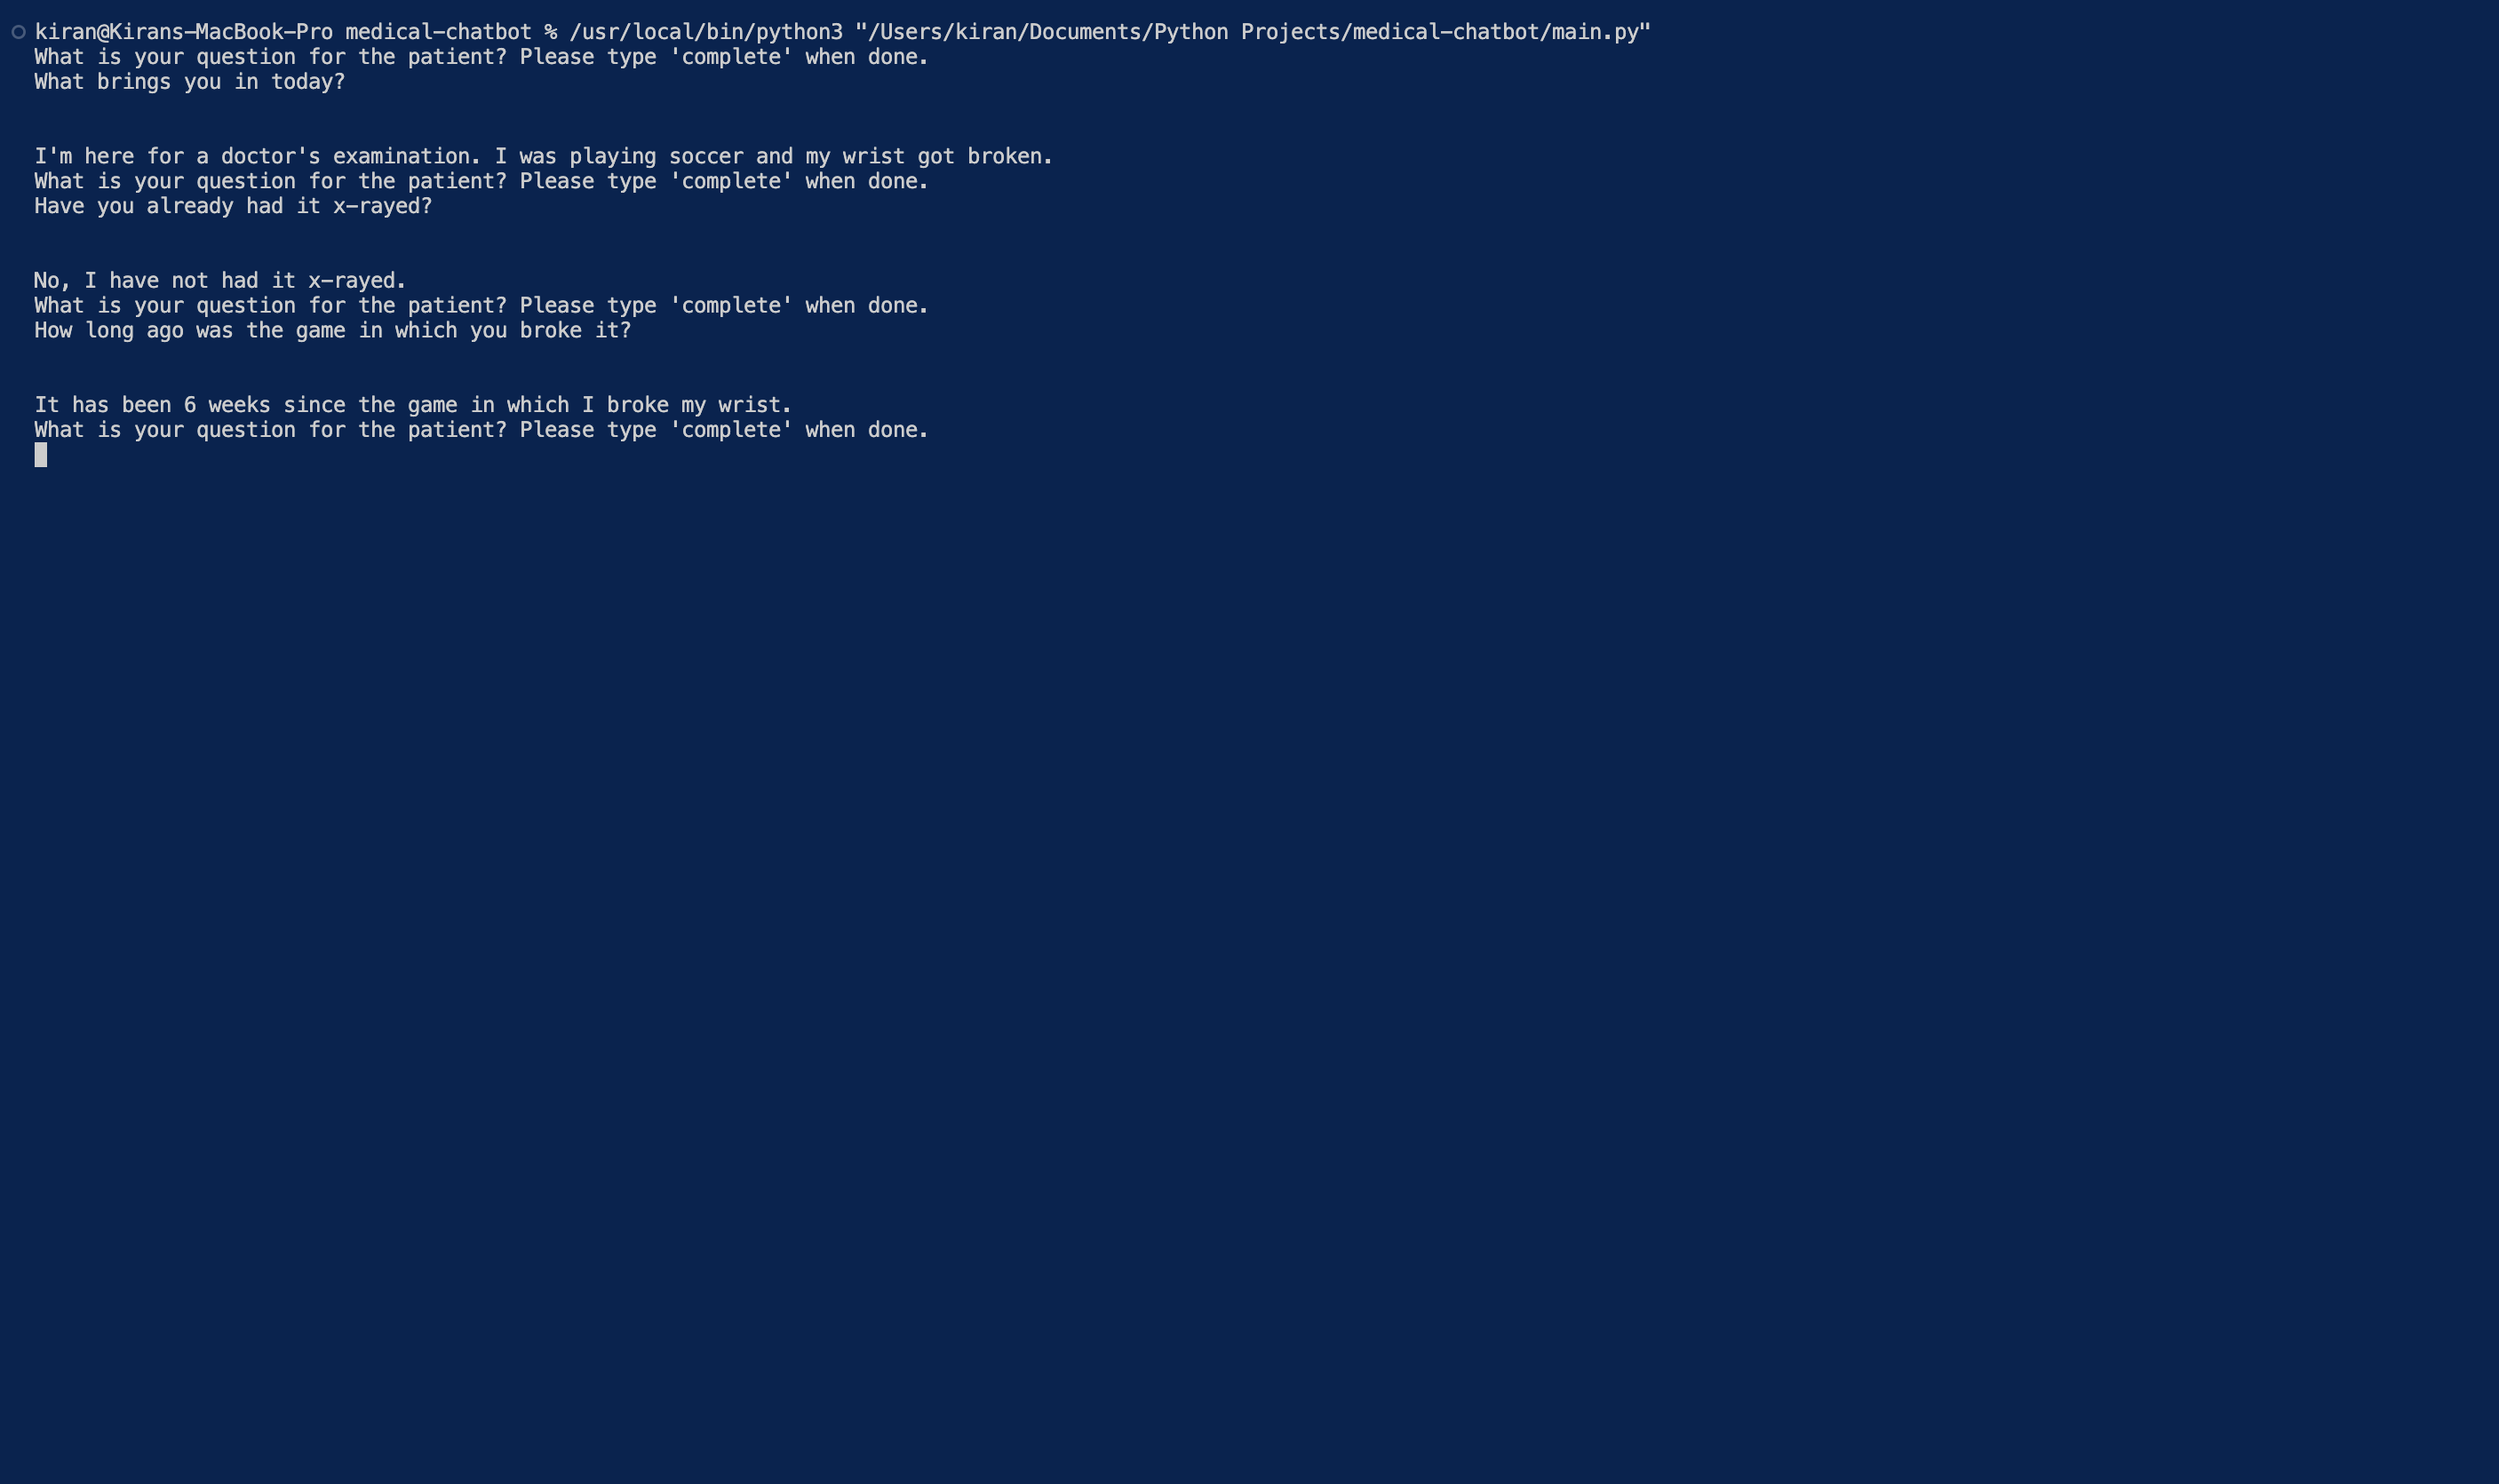 kiran@Kirans-MacBook-Pro medical-chatbot % /usr/local/bin/python3 "/Users/kiran/Documents/Python Projects/medical-chatbot/main.py"
What is your question for the patient? Please type 'complete' when done.
What brings you in today?
I'm here for a doctor's examination. I was playing soccer and my wrist got broken.
What is your question for the patient? Please type 'complete' when done.
Have you already had it x-rayed?
No, I have not had it x-rayed.
What is your question for the patient? Please type 'complete' when done.
How long ago was the game in which you broke it?
It has been 6 weeks since the game in which I broke my wrist.
What is your question for the patient? Please type 'complete' when done.